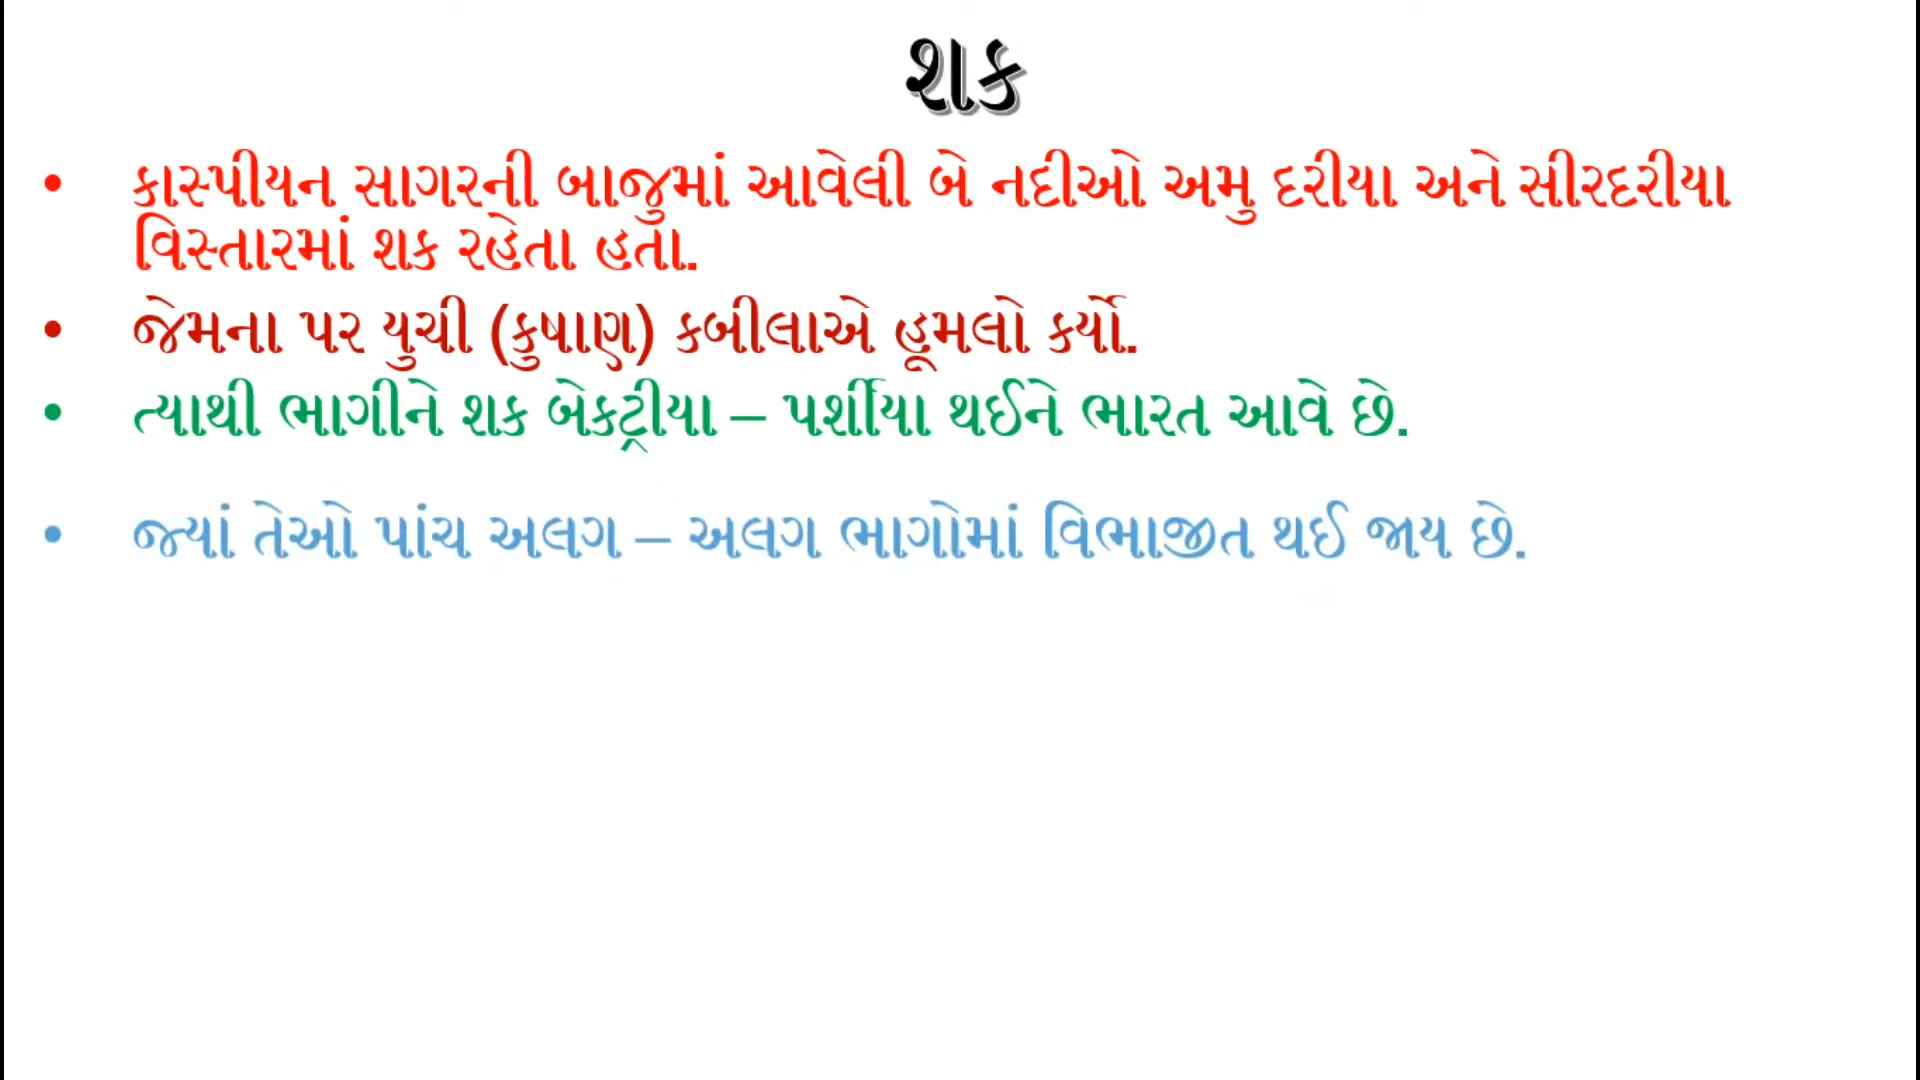 શક
• કાસ્પીયન સાગરની બાજુમાં આવેલી બે નદીઓ અમુ દરીયા અને સીરદરીયા
વિસ્તારમાં શક રહેતા હતા.
• જેમના પર યુચી (કુષાણ) કબીલાએ હૂમલો કર્યો.
• ત્યાથી ભાગીને શક બેકટ્રીયા – પર્શીયા થઈને ભારત આવે છે.
• જ્યાં તેઓ પાંચ અલગ – અલગ ભાગોમાં વિભાજીત થઈ જાય છે.